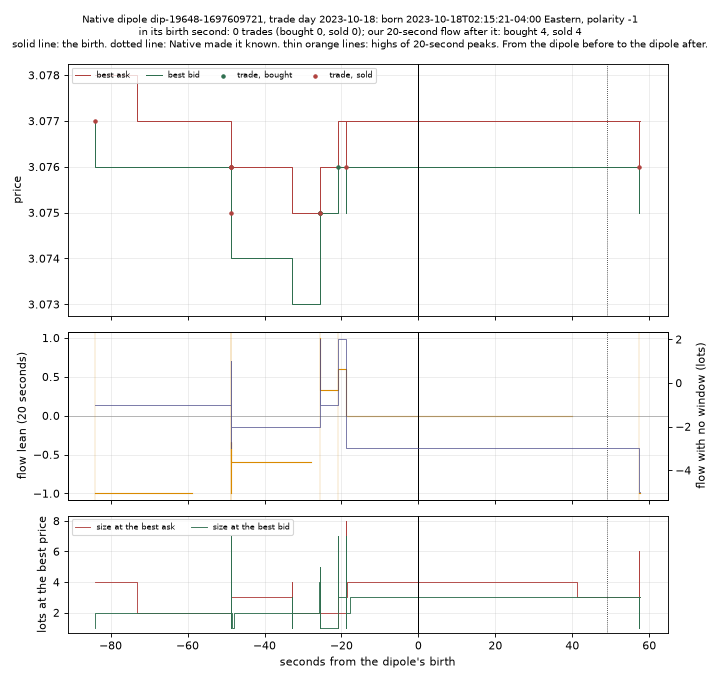 Native dipole dip-19648-1697609721, trade day 2023-10-18: born 2023-10-18T02:15:21-04:00 Eastern, polarity -1
in its birth second: 0 trades (bought 0, sold 0); our 20-second flow after it: bought 4, sold 4
solid line: the birth. dotted line: Native made it known. thin orange lines: highs of 20-second peaks. From the dipole before to the dipole after.
best ask
best bid
trade, bought
trade, sold
3.078
3.077
3.076
3.075
3.074
3.073
price
1.0
0.5
0.0
−0.5
−1.0
flow lean (20 seconds)
2
0
−2
−4
flow with no window (lots)
size at the best ask
size at the best bid
8
6
4
2
lots at the best price
−80
−60
−40
−20
0
20
40
60
seconds from the dipole's birth